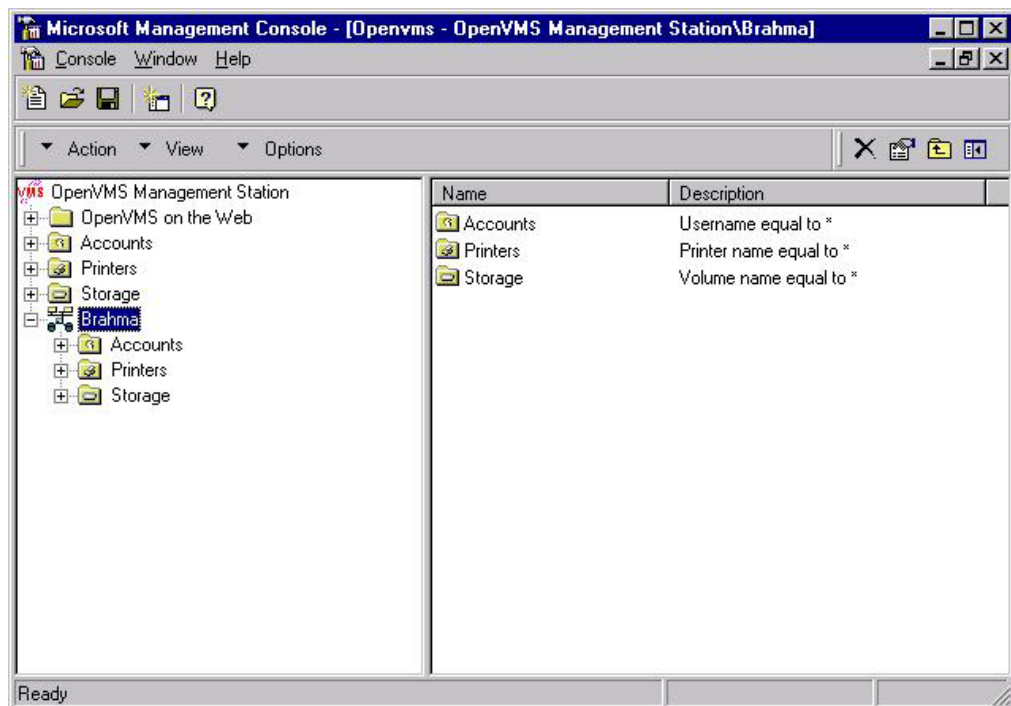 Microsoft Management Console - [Openvms - OpenVMS Management Station\Brahma]
Console Window Help
Action View Options
VMS OpenVMS Management Station
OpenVMS on the Web
Accounts
Printers
Storage
Brahma
Accounts
Printers
Storage
Name Description
Accounts Username equal to *
Printers Printer name equal to *
Storage Volume name equal to *
Ready